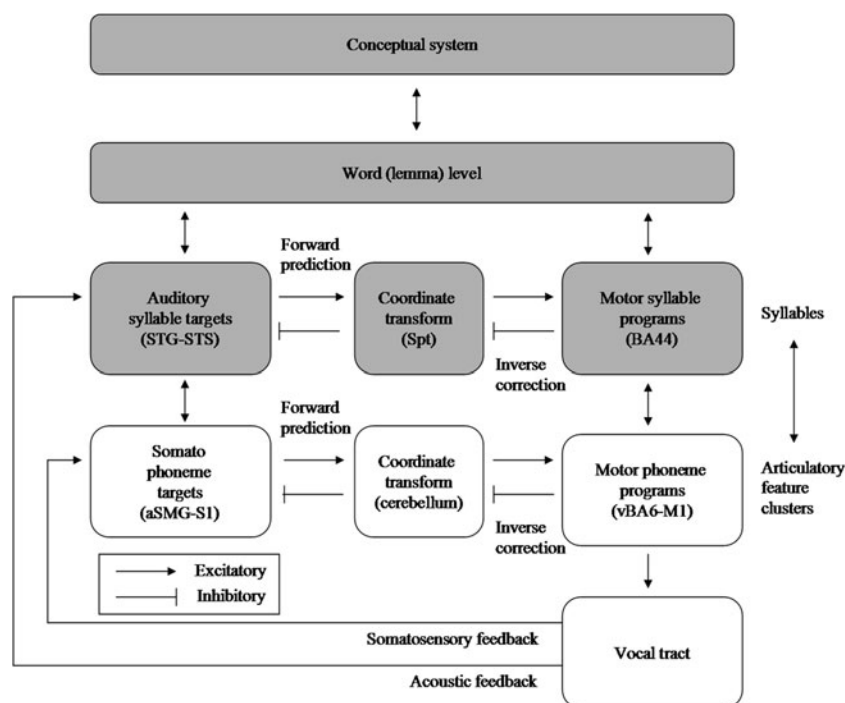 Conceptual system
Word (lemma) level
Forward
prediction
Auditory
syllable targets
(STG-STS)
Coordinate
transform
(Spt)
Motor syllable
programs
(BA44)
Syllables
Inverse
correction
Forward
prediction
Somato
phoneme
targets
(aSMG-S1)
Coordinate
transform
(cerebellum)
Motor phoneme
programs
(vBA6-M1)
Articulatory
feature
clusters
Inverse
correction
Excitatory
Inhibitory
Somatosensory feedback
Vocal tract
Acoustic feedback